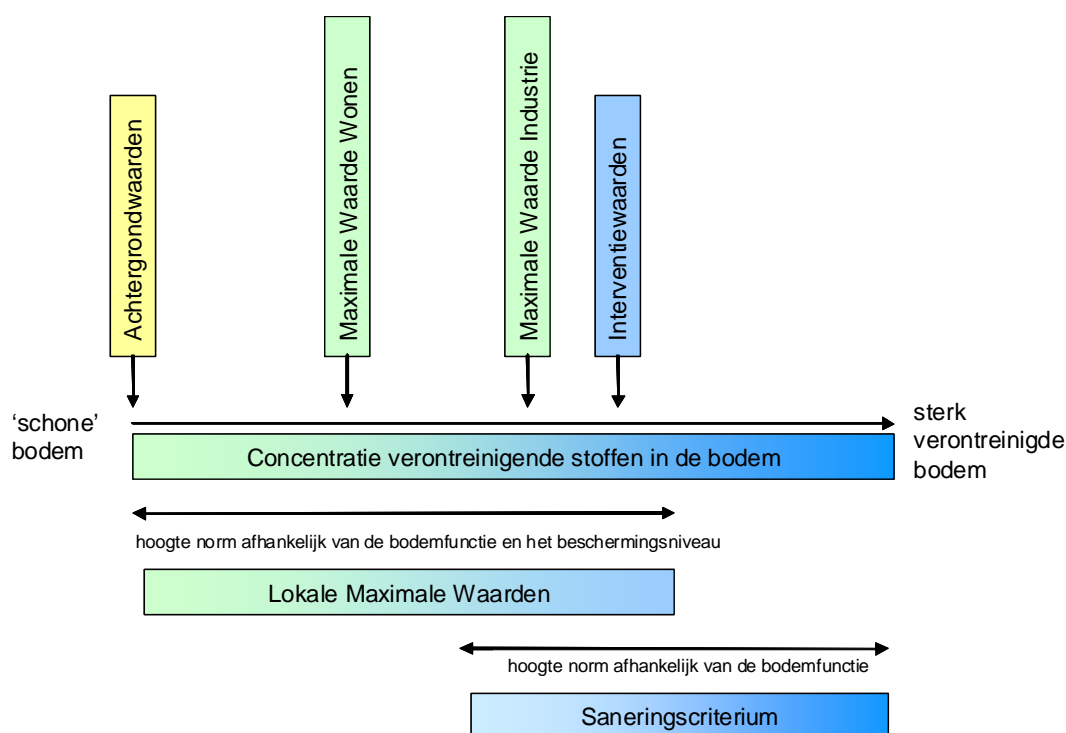 Achtergrondwaarden
Maximale Waarde Wonen
Maximale Waarde Industrie
Interventiewaarden
‘schone’
bodem
sterk
verontreinigde
bodem
Concentratie verontreinigende stoffen in de bodem
hoogte norm afhankelijk van de bodemfunctie en het beschermingsniveau
Lokale Maximale Waarden
hoogte norm afhankelijk van de bodemfunctie
Saneringscriterium